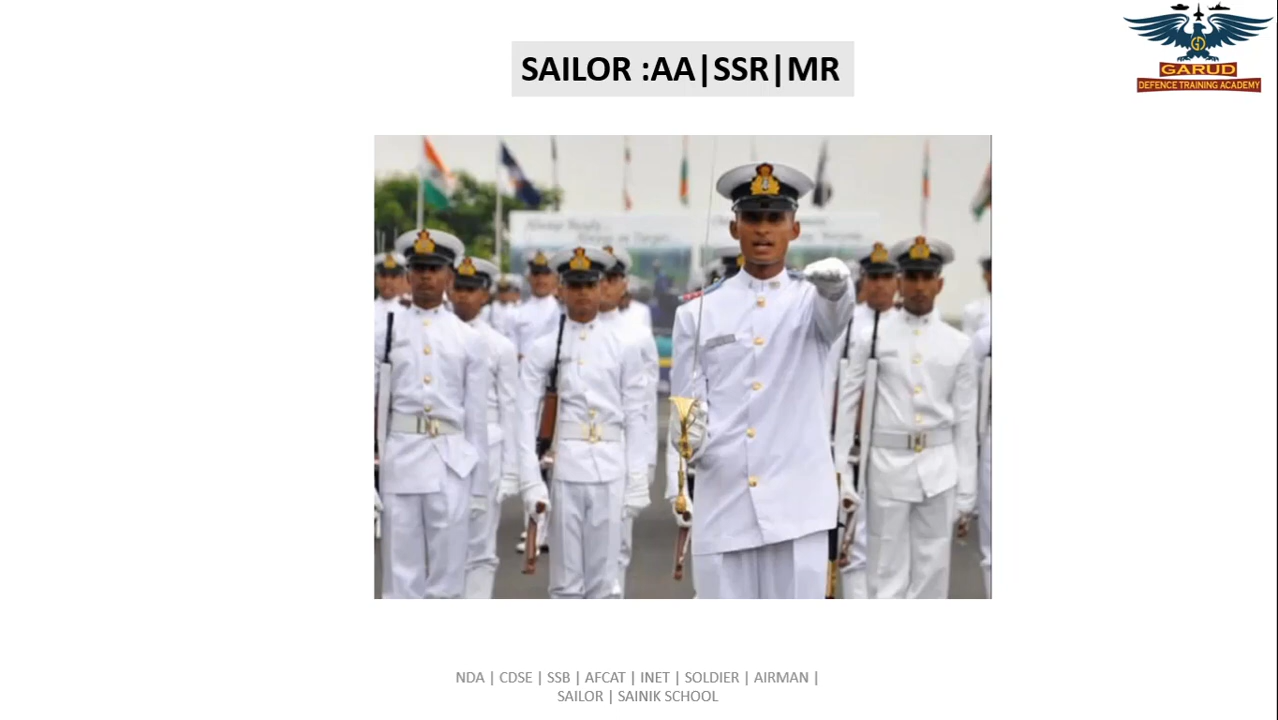 SAILOR :AA|SSR|MR
GARUD
DEFENCE TRAINING ACADEMY
NDA | CDSE | SSB | AFCAT | INET | SOLDIER | AIRMAN |
SAILOR | SAINIK SCHOOL